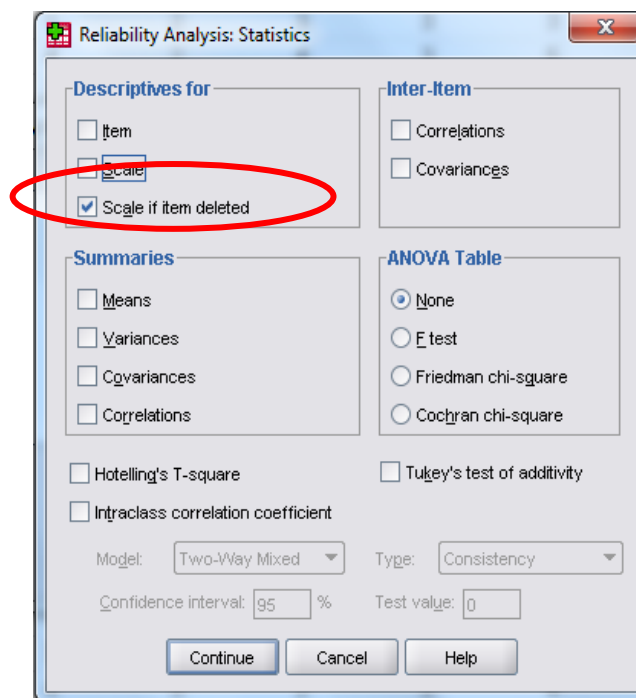 Reliability Analysis: Statistics
Descriptives for
Item
Scale
Scale if item deleted
Inter-Item
Correlations
Covariances
Summaries
Means
Variances
Covariances
Correlations
ANOVA Table
None
F test
Friedman chi-square
Cochran chi-square
Hotelling's T-square
Tukey's test of additivity
Intraclass correlation coefficient
Model: Two-Way Mixed Type: Consistency
Confidence interval: 95 % Test value: 0
Continue Cancel Help